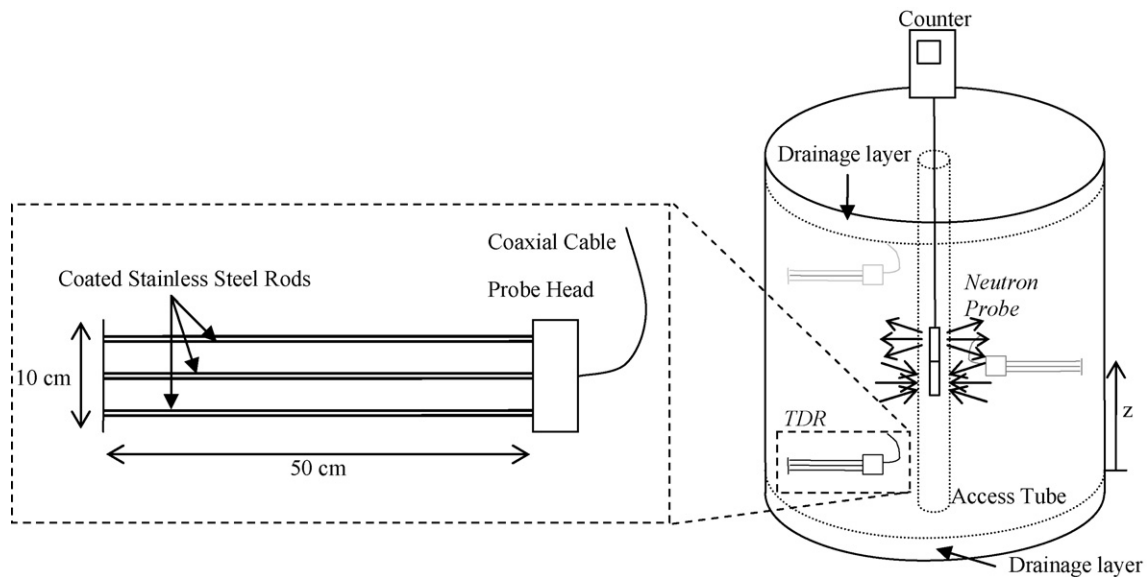 Counter
Drainage layer
Coaxial Cable
Probe Head
Coated Stainless Steel Rods
Neutron
Probe
10 cm
50 cm
TDR
z
Access Tube
Drainage layer